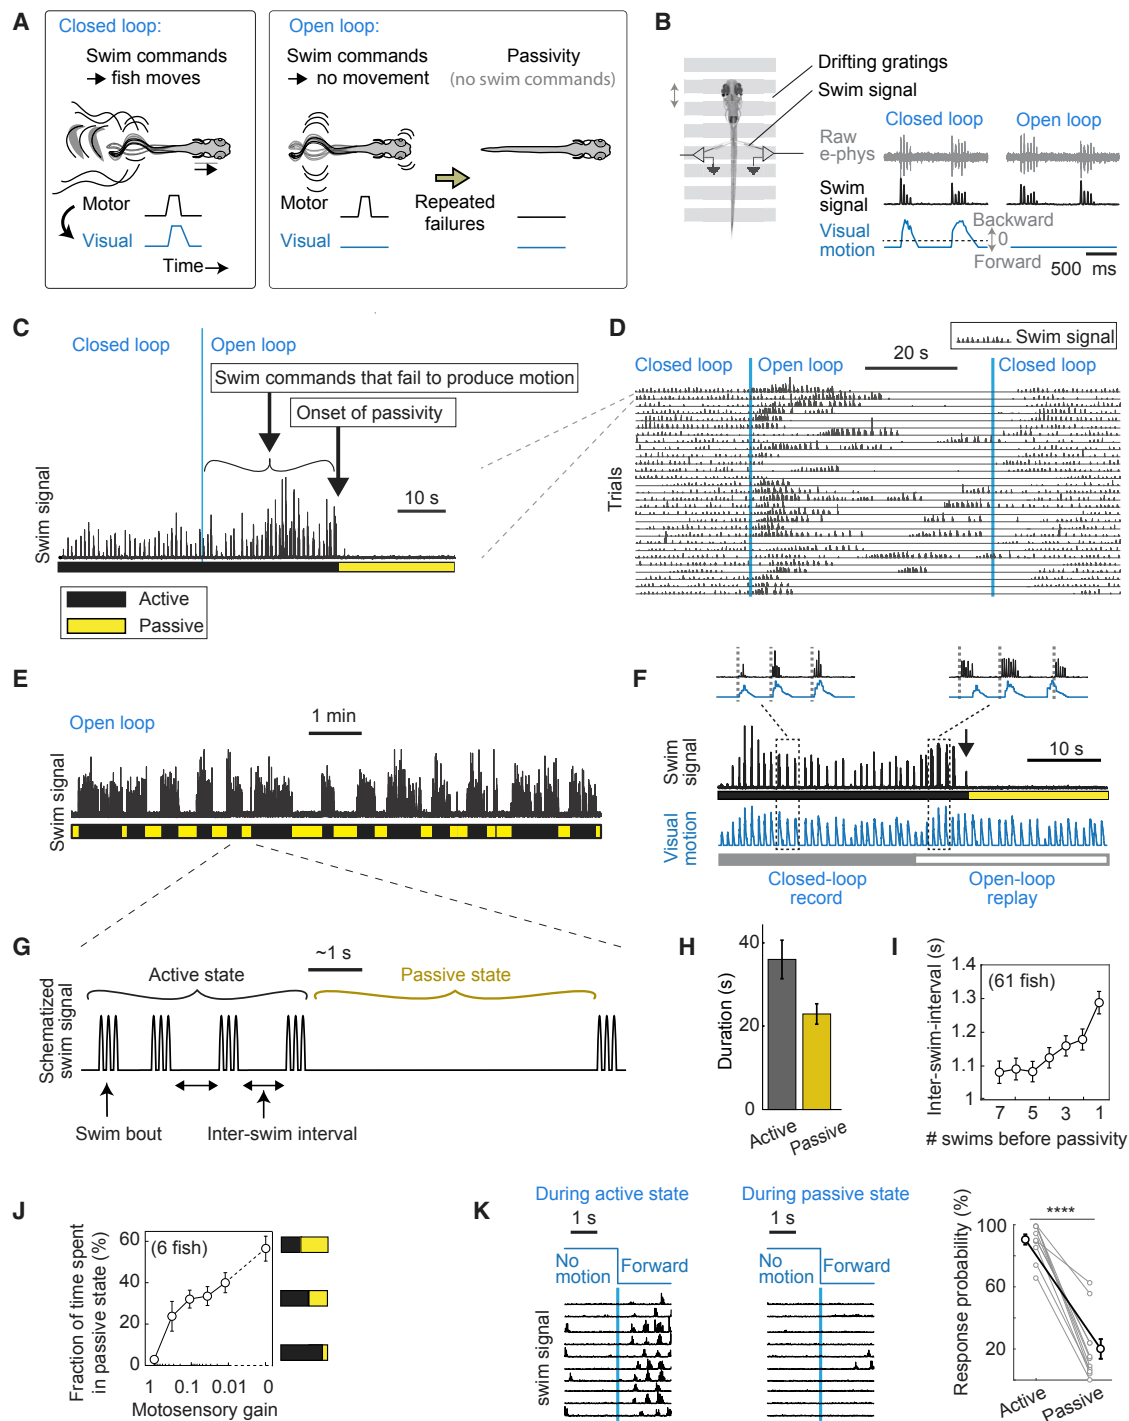 A
Closed loop:
Swim commands
fish moves
Motor
Visual
Time
Open loop:
Swim commands
no movement
Passivity
(no swim commands)
Motor
Visual
Repeated
failures
B
Drifting gratings
Swim signal
Closed loop
Open loop
Raw
e-phys
Swim
signal
Visual
motion
Backward
0
Forward
500 ms
C
Closed loop
Open loop
Swim commands that fail to produce motion
Onset of passivity
10 s
Swim signal
Active
Passive
D
Swim signal
20 s
Closed loop
Open loop
Closed loop
Trials
E
Open loop
1 min
Swim signal
F
Swim
signal
10 s
Visual
motion
Closed-loop
record
Open-loop
replay
G
~1 s
Active state
Passive state
Schematized
swim signal
Swim bout
Inter-swim interval
H
Duration (s)
40
20
0
Active
Passive
I
Inter-swim-interval (s)
(61 fish)
1.4
1.3
1.2
1.1
1
7
5
3
1
# swims before passivity
J
Fraction of time spent
in passive state (%)
(6 fish)
60
40
20
0
1
0.1
0.01
0
Motosensory gain
K
During active state
1 s
No
motion
Forward
swim signal
During passive state
1 s
No
motion
Forward
Response probability (%)
****
100
60
20
Active
Passive